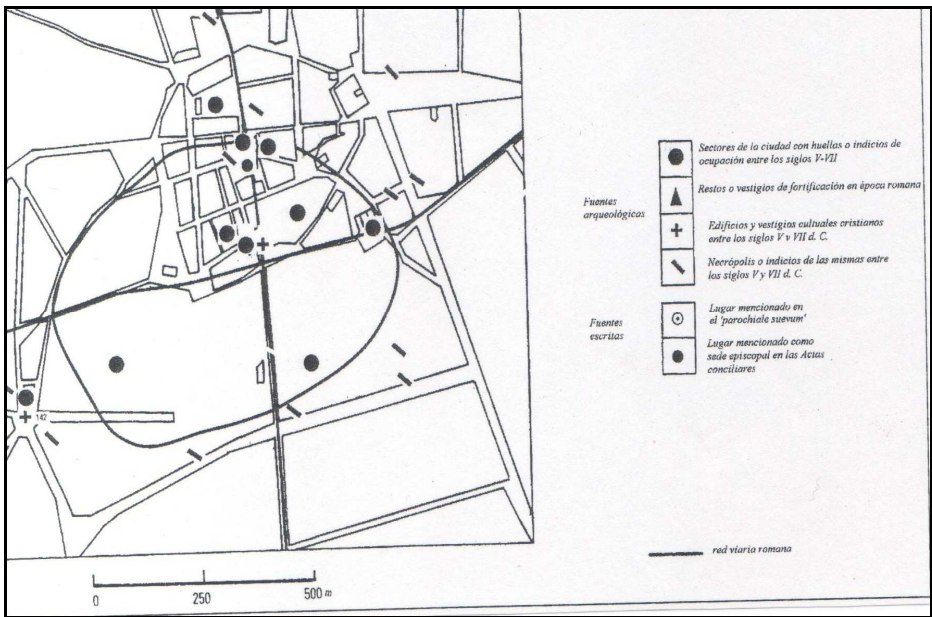 Sectores de la ciudad con huellas o indicios de
ocupación entre los siglos V-VII
Restos o vestigios de fortificación en época romana
Fuentes
arqueológicas
Edificios y vestigios cultuales cristianos
entre los siglos V v VII d. C.
Necrópolis o indicios de las mismas entre
los siglos V y VII d. C.
Lugar mencionado en
el 'parochiale suevum'
Fuentes
escritas
Lugar mencionado como
sede episcopal en las Actas
conciliares
142
red viaria romana
0 250 500 m